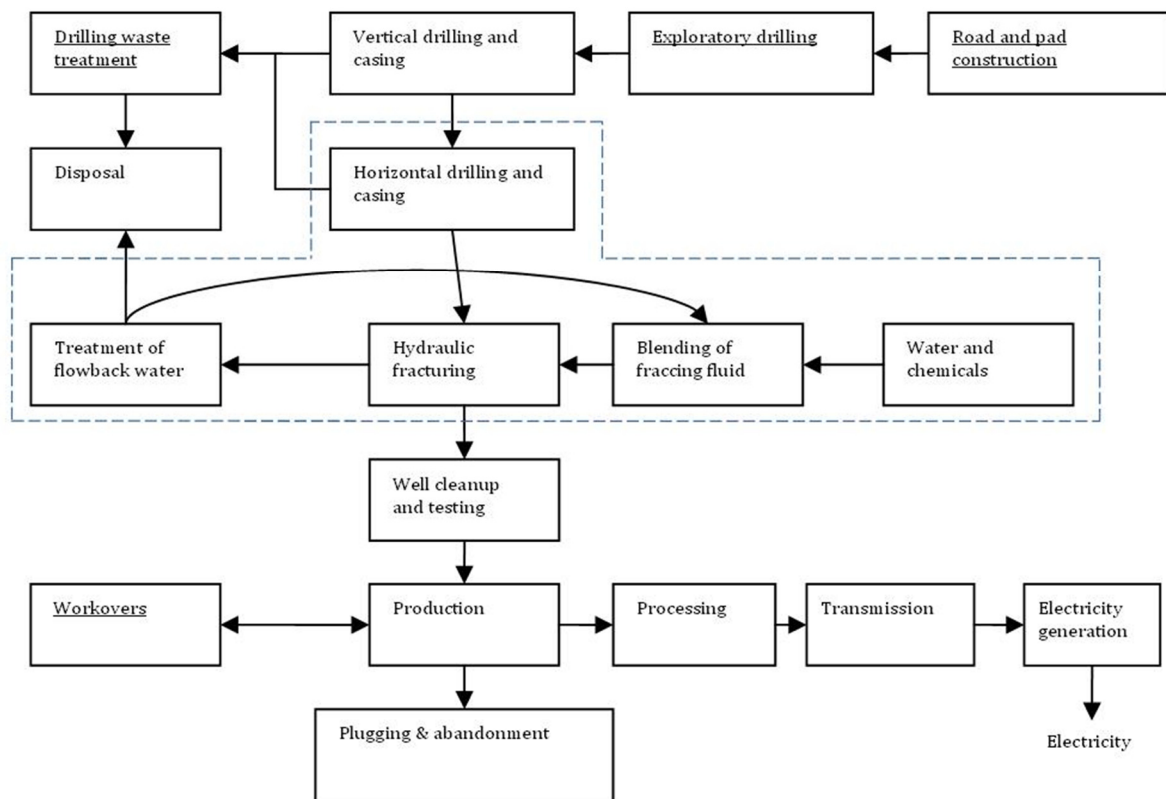 Drilling waste
treatment
Vertical drilling and
casing
Exploratory drilling
Road and pad
construction
Disposal
Horizontal drilling and
casing
Treatment of
flowback water
Hydraulic
fracturing
Blending of
fraccing fluid
Water and
chemicals
Well cleanup
and testing
Workovers
Production
Processing
Transmission
Electricity
generation
Plugging & abandonment
Electricity